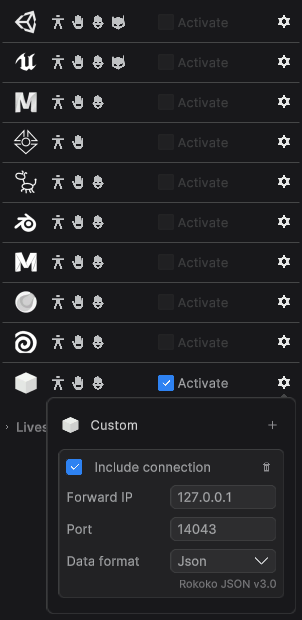 Activate
Activate
Activate
Activate
Activate
Activate
Activate
Activate
Activate
Activate
Lives
Custom
Include connection
Forward IP 127.0.0.1
Port 14043
Data format Json
Rokoko JSON v3.0